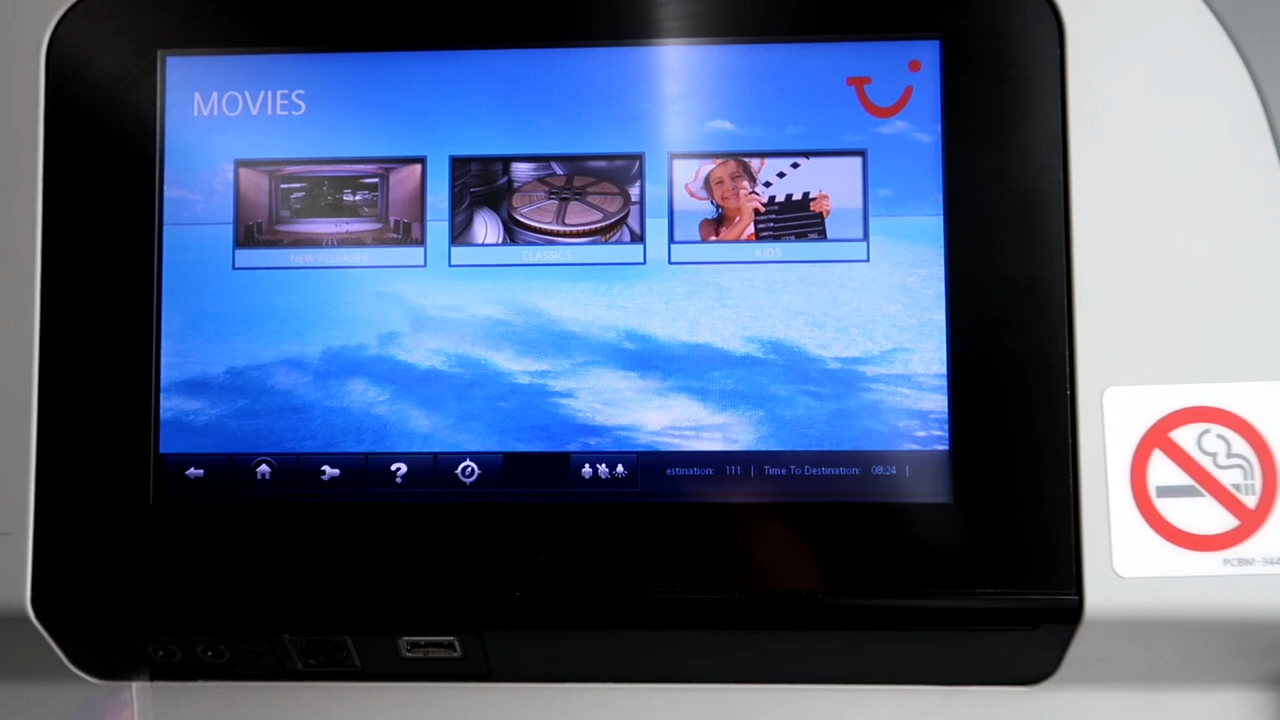 MOVIES
NEW RELEASES
CLASSICS
KIDS
estination: 111 | Time To Destination: 08:24 |